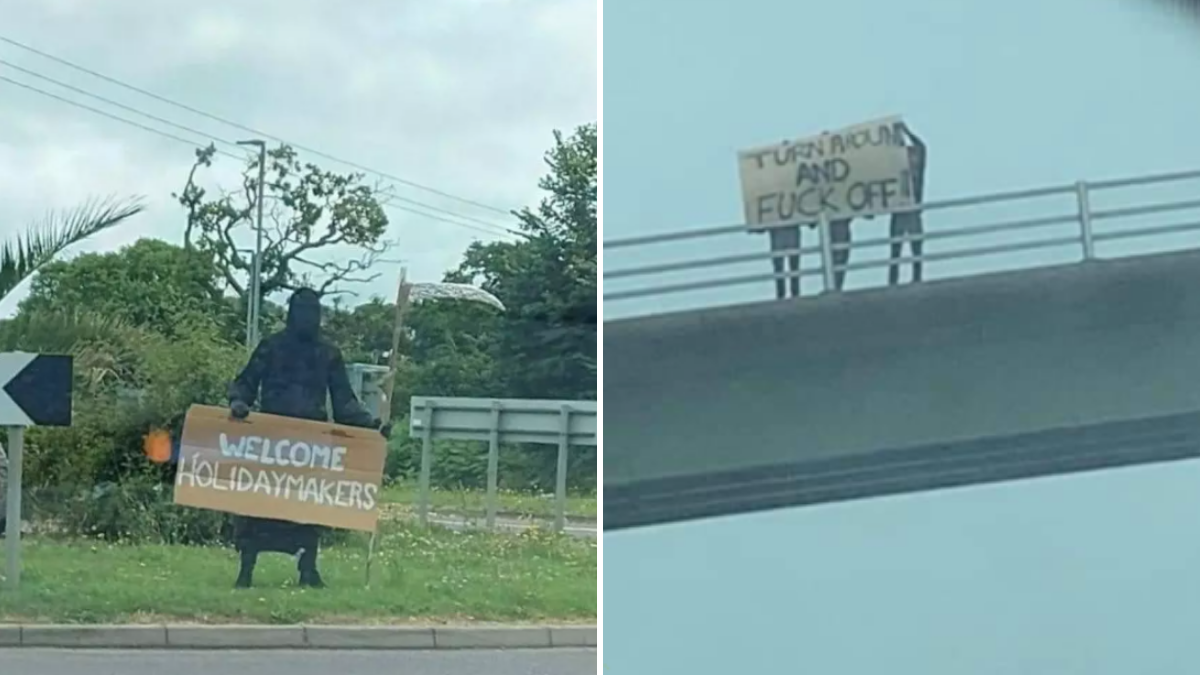 WELCOME
HOLIDAYMAKERS
TURN AROUND
AND
FUCK OFF!!